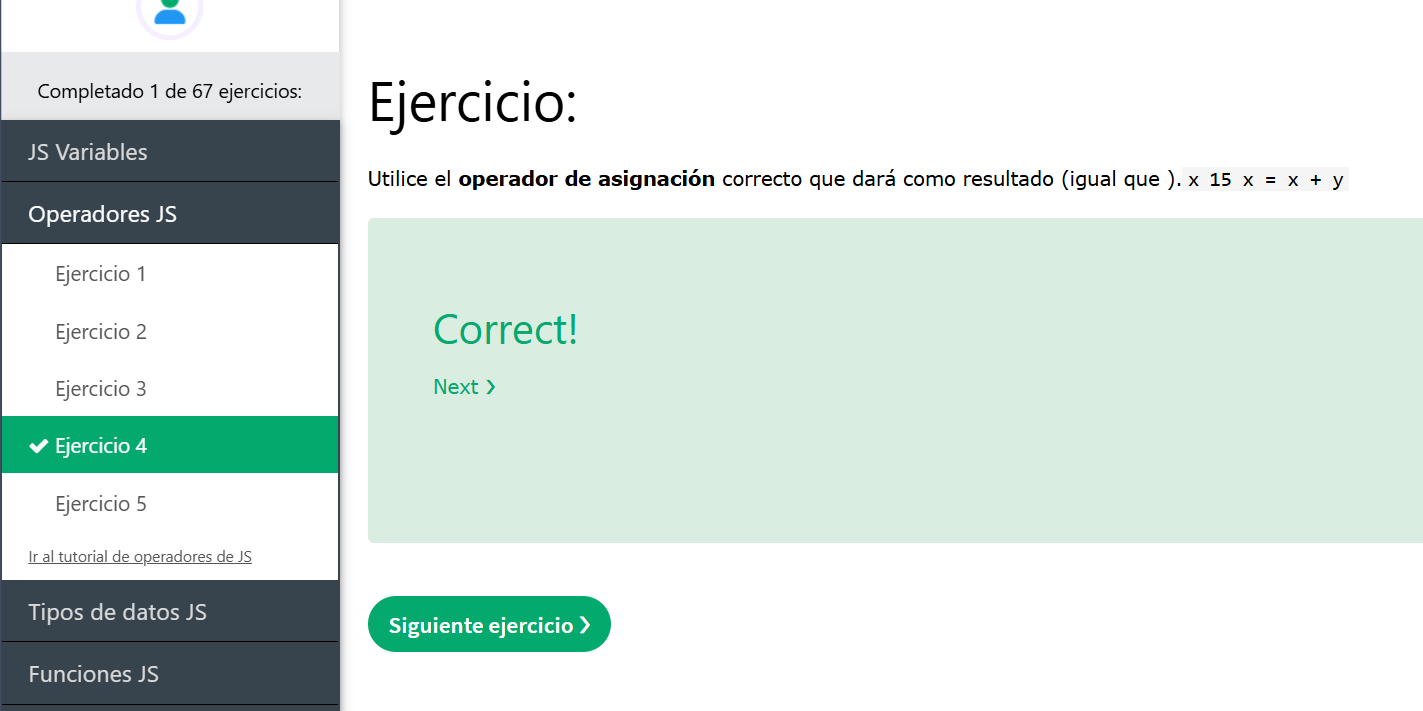 Completado 1 de 67 ejercicios:
JS Variables
Operadores JS
Ejercicio 1
Ejercicio 2
Ejercicio 3
Ejercicio 4
Ejercicio 5
Ir al tutorial de operadores de JS
Tipos de datos JS
Funciones JS
Ejercicio:
Utilice el operador de asignación correcto que dará como resultado (igual que ). x 15 x = x + y
Correct!
Next ❯
Siguiente ejercicio ❯